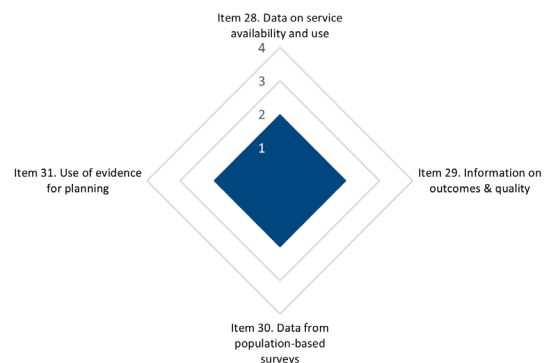 Item 28. Data on service
availability and use
4
3
2
1
Item 31. Use of evidence
for planning
Item 29. Information on
outcomes & quality
Item 30. Data from
population-based
surveys